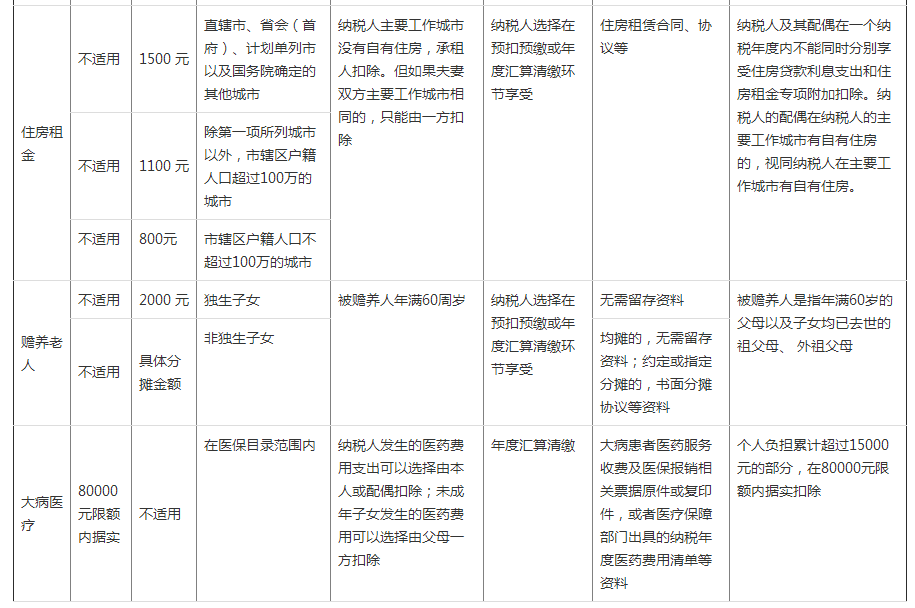 住房租
金
不适用
1500 元
直辖市、省会（首
府）、计划单列市
以及国务院确定的
其他城市
纳税人主要工作城市
没有自有住房，承租
人扣除。但如果夫妻
双方主要工作城市相
同的，只能由一方扣
除
纳税人选择在
预扣预缴或年
度汇算清缴环
节享受
住房租赁合同、协
议等
纳税人及其配偶在一个纳
税年度内不能同时分别享
受住房贷款利息支出和住
房租金专项附加扣除。纳
税人的配偶在纳税人的主
要工作城市有自有住房
的，视同纳税人在主要工
作城市有自有住房。
不适用
1100 元
除第一项所列城市
以外，市辖区户籍
人口超过100万的
城市
不适用
800元
市辖区户籍人口不
超过100万的城市
赡养老
人
不适用
2000 元
独生子女
被赡养人年满60周岁
纳税人选择在
预扣预缴或年
度汇算清缴环
节享受
无需留存资料
被赡养人是指年满60岁的
父母以及子女均已去世的
祖父母、 外祖父母
不适用
具体分
摊金额
非独生子女
均摊的，无需留存
资料；约定或指定
分摊的，书面分摊
协议等资料
大病医
疗
80000
元限额
内据实
不适用
在医保目录范围内
纳税人发生的医药费
用支出可以选择由本
人或配偶扣除；未成
年子女发生的医药费
用可以选择由父母一
方扣除
年度汇算清缴
大病患者医药服务
收费及医保报销相
关票据原件或复印
件，或者医疗保障
部门出具的纳税年
度医药费用清单等
资料
个人负担累计超过15000
元的部分，在80000元限
额内据实扣除